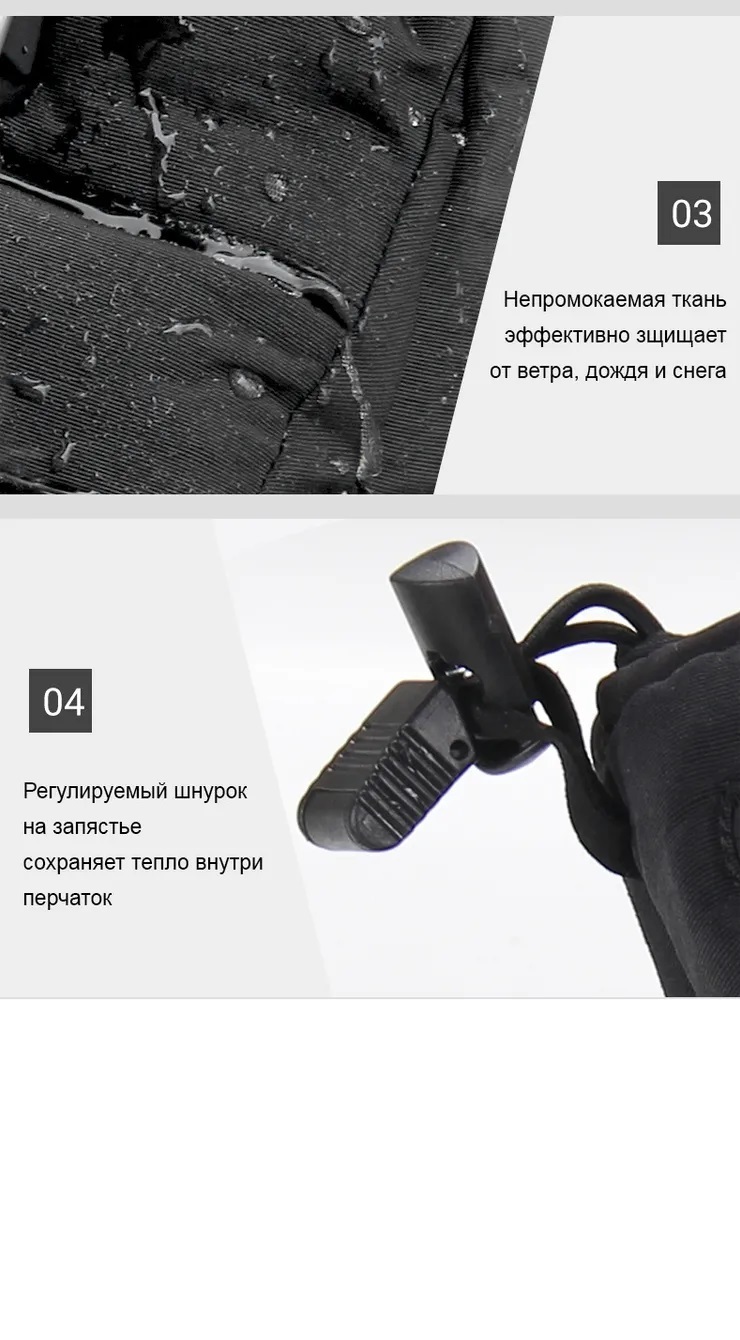 03
Непромокаемая ткань
эффективно зщищает
от ветра, дождя и снега
04
Регулируемый шнурок
на запястье
сохраняет тепло внутри
перчаток